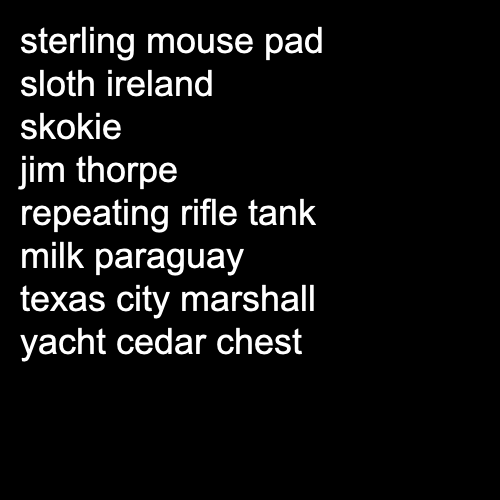 sterling mouse pad
sloth ireland
skokie
jim thorpe
repeating rifle tank
milk paraguay
texas city marshall
yacht cedar chest